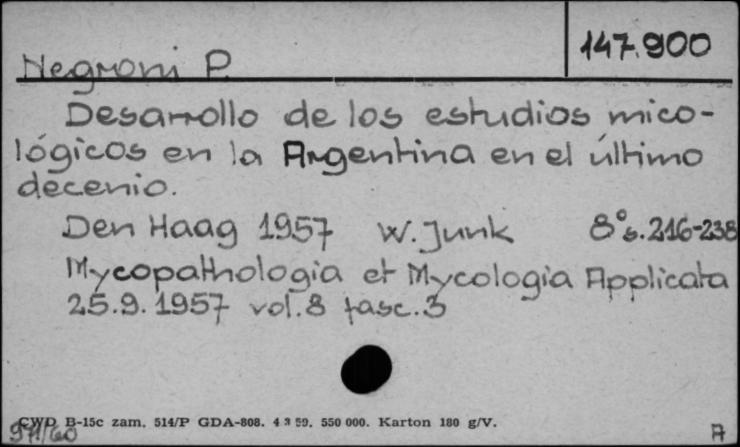 147.900
Negroni P.
Desarrollo de los estudios mico-
lógicos en la Argentina en el último
decenio.
Den Haag 1957 W. Junk 8° s. 216-238
Mycopathologia et Mycologia Applicata
25.9.1957 vol. 8 fasc. 3
CWD B-15c zam. 514/P GDA-808. 4 3 59. 550 000. Karton 180 g/V.
/60 A